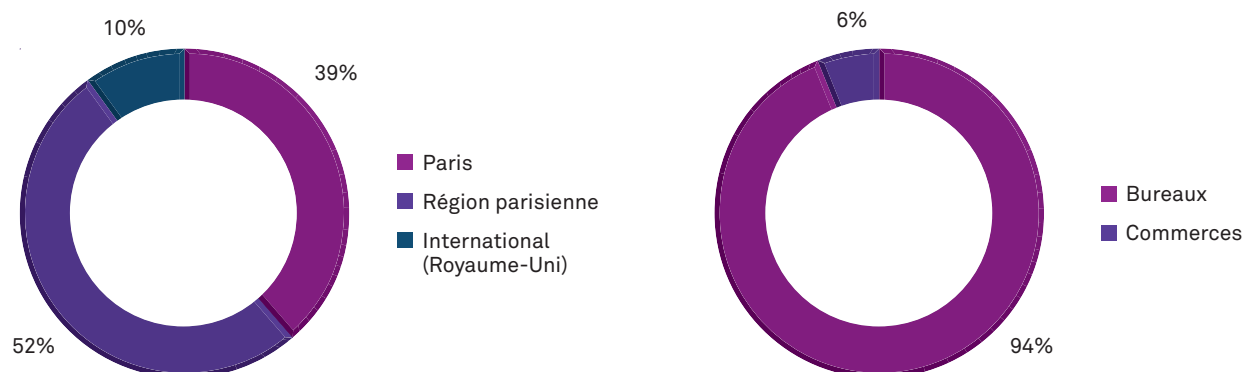 10%
39%
Paris
Région parisienne
International
(Royaume-Uni)
52%
6%
Bureaux
Commerces
94%